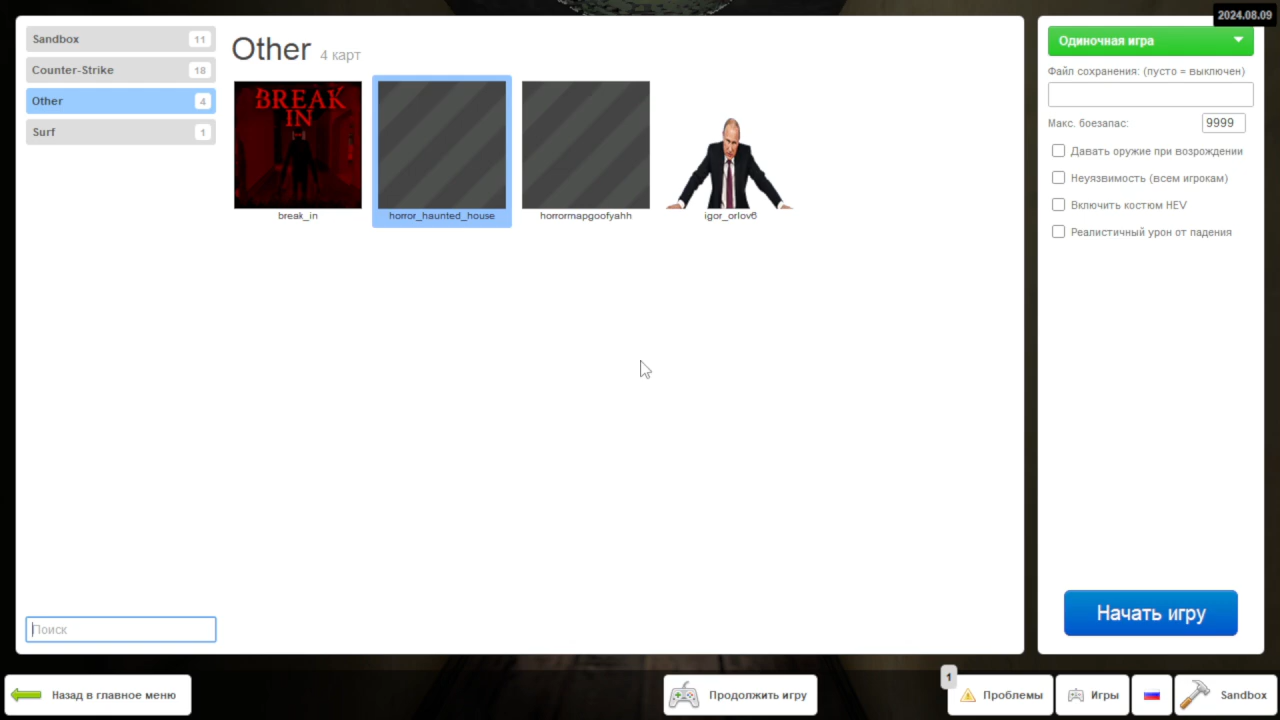 2024.08.09
Sandbox 11
Counter-Strike 18
Other 4
Surf 1
Other 4 карт
BREAK
IN
break_in
horror_haunted_house
horrormapgoofyahh
igor_orlov6
Одиночная игра
Файл сохранения: (пусто = выключен)
Макс. боезапас: 9999
Давать оружие при возрождении
Неуязвимость (всем игрокам)
Включить костюм HEV
Реалистичный урон от падения
Начать игру
Поиск
Назад в главное меню
Продолжить игру
1
Проблемы
Игры
Sandbox